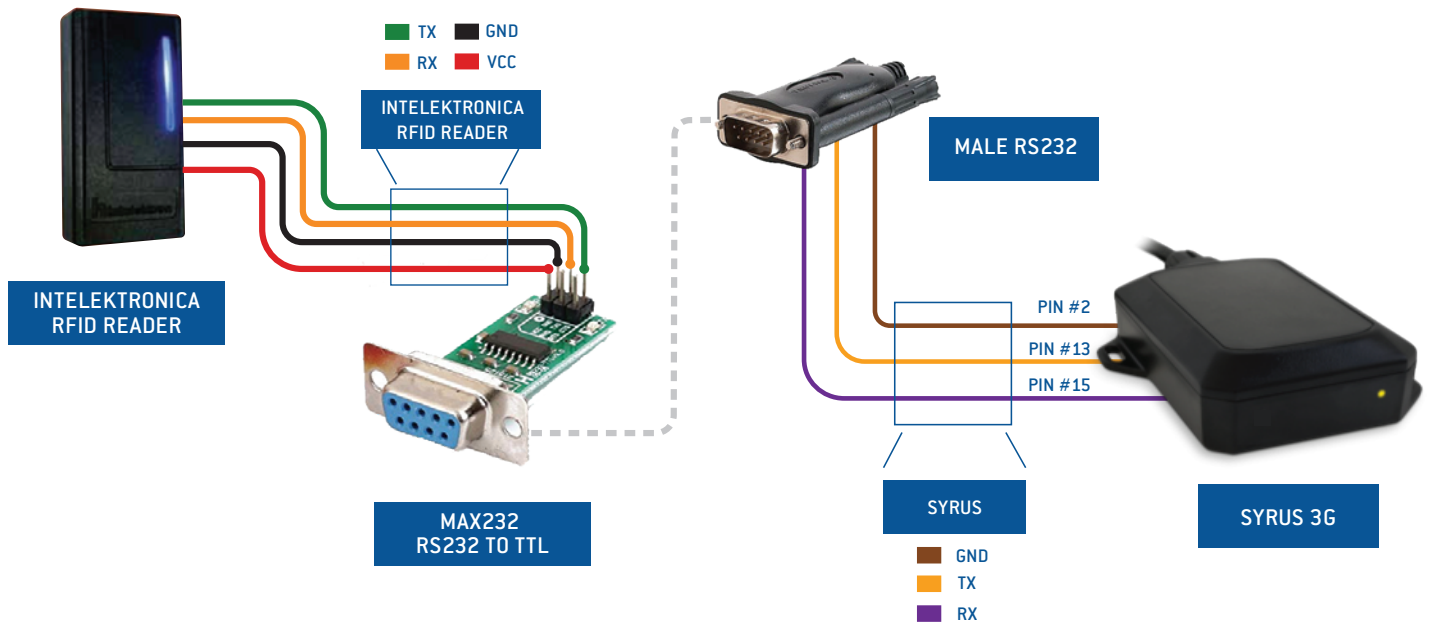 TX
GND
RX
VCC
INTELEKTRONICA
RFID READER
INTELEKTRONICA
RFID READER
MALE RS232
PIN #2
PIN #13
PIN #15
MAX232
RS232 TO TTL
SYRUS
GND
TX
RX
SYRUS 3G